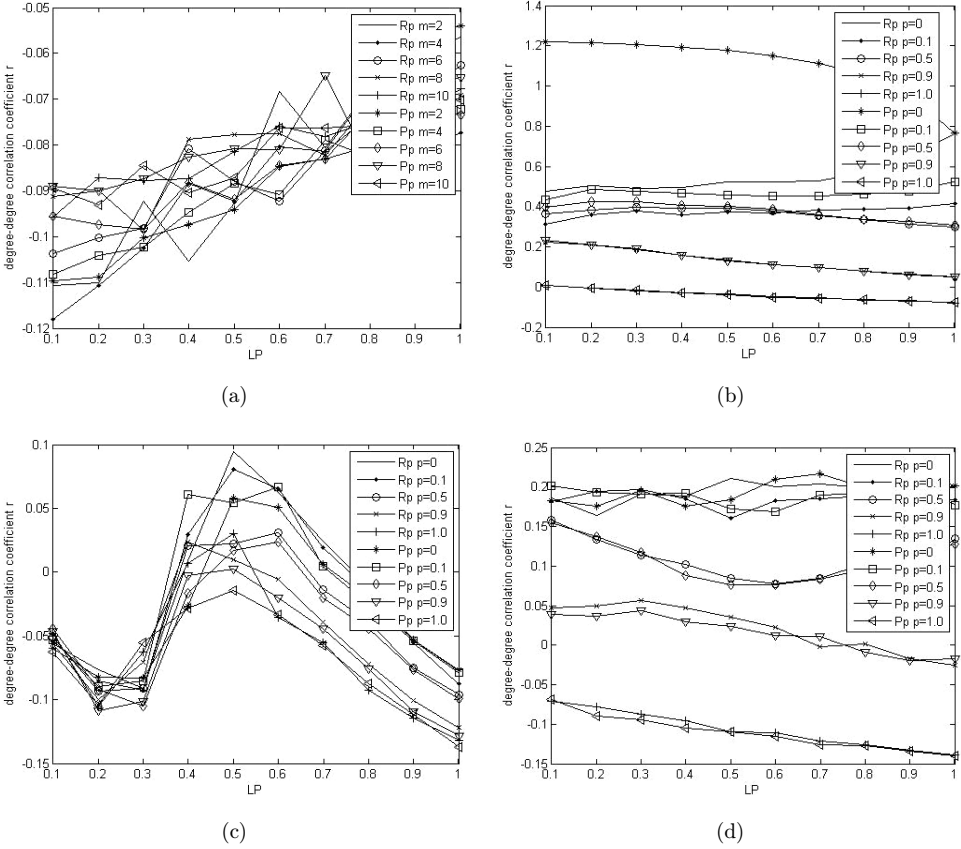 -0.05
-0.06
-0.07
-0.08
-0.09
-0.1
-0.11
-0.12
degree-degree correlation coefficient r
0.1 0.2 0.3 0.4 0.5 0.6 0.7 0.8 0.9 1
LP
Rp m=2
Rp m=4
Rp m=6
Rp m=8
Rp m=10
Pp m=2
Pp m=4
Pp m=6
Pp m=8
Pp m=10
(a)
1.4
1.2
1
0.8
0.6
0.4
0.2
0
-0.2
degree-degree correlation coefficient r
0.1 0.2 0.3 0.4 0.5 0.6 0.7 0.8 0.9 1
LP
Rp p=0
Rp p=0.1
Rp p=0.5
Rp p=0.9
Rp p=1.0
Pp p=0
Pp p=0.1
Pp p=0.5
Pp p=0.9
Pp p=1.0
(b)
0.1
0.05
0
-0.05
-0.1
-0.15
degree-degree correlation coefficient r
0.1 0.2 0.3 0.4 0.5 0.6 0.7 0.8 0.9 1
LP
Rp p=0
Rp p=0.1
Rp p=0.5
Rp p=0.9
Rp p=1.0
Pp p=0
Pp p=0.1
Pp p=0.5
Pp p=0.9
Pp p=1.0
(c)
0.25
0.2
0.15
0.1
0.05
0
-0.05
-0.1
-0.15
degree-degree correlation coefficient r
0.1 0.2 0.3 0.4 0.5 0.6 0.7 0.8 0.9 1
LP
Rp p=0
Rp p=0.1
Rp p=0.5
Rp p=0.9
Rp p=1.0
Pp p=0
Pp p=0.1
Pp p=0.5
Pp p=0.9
Pp p=1.0
(d)